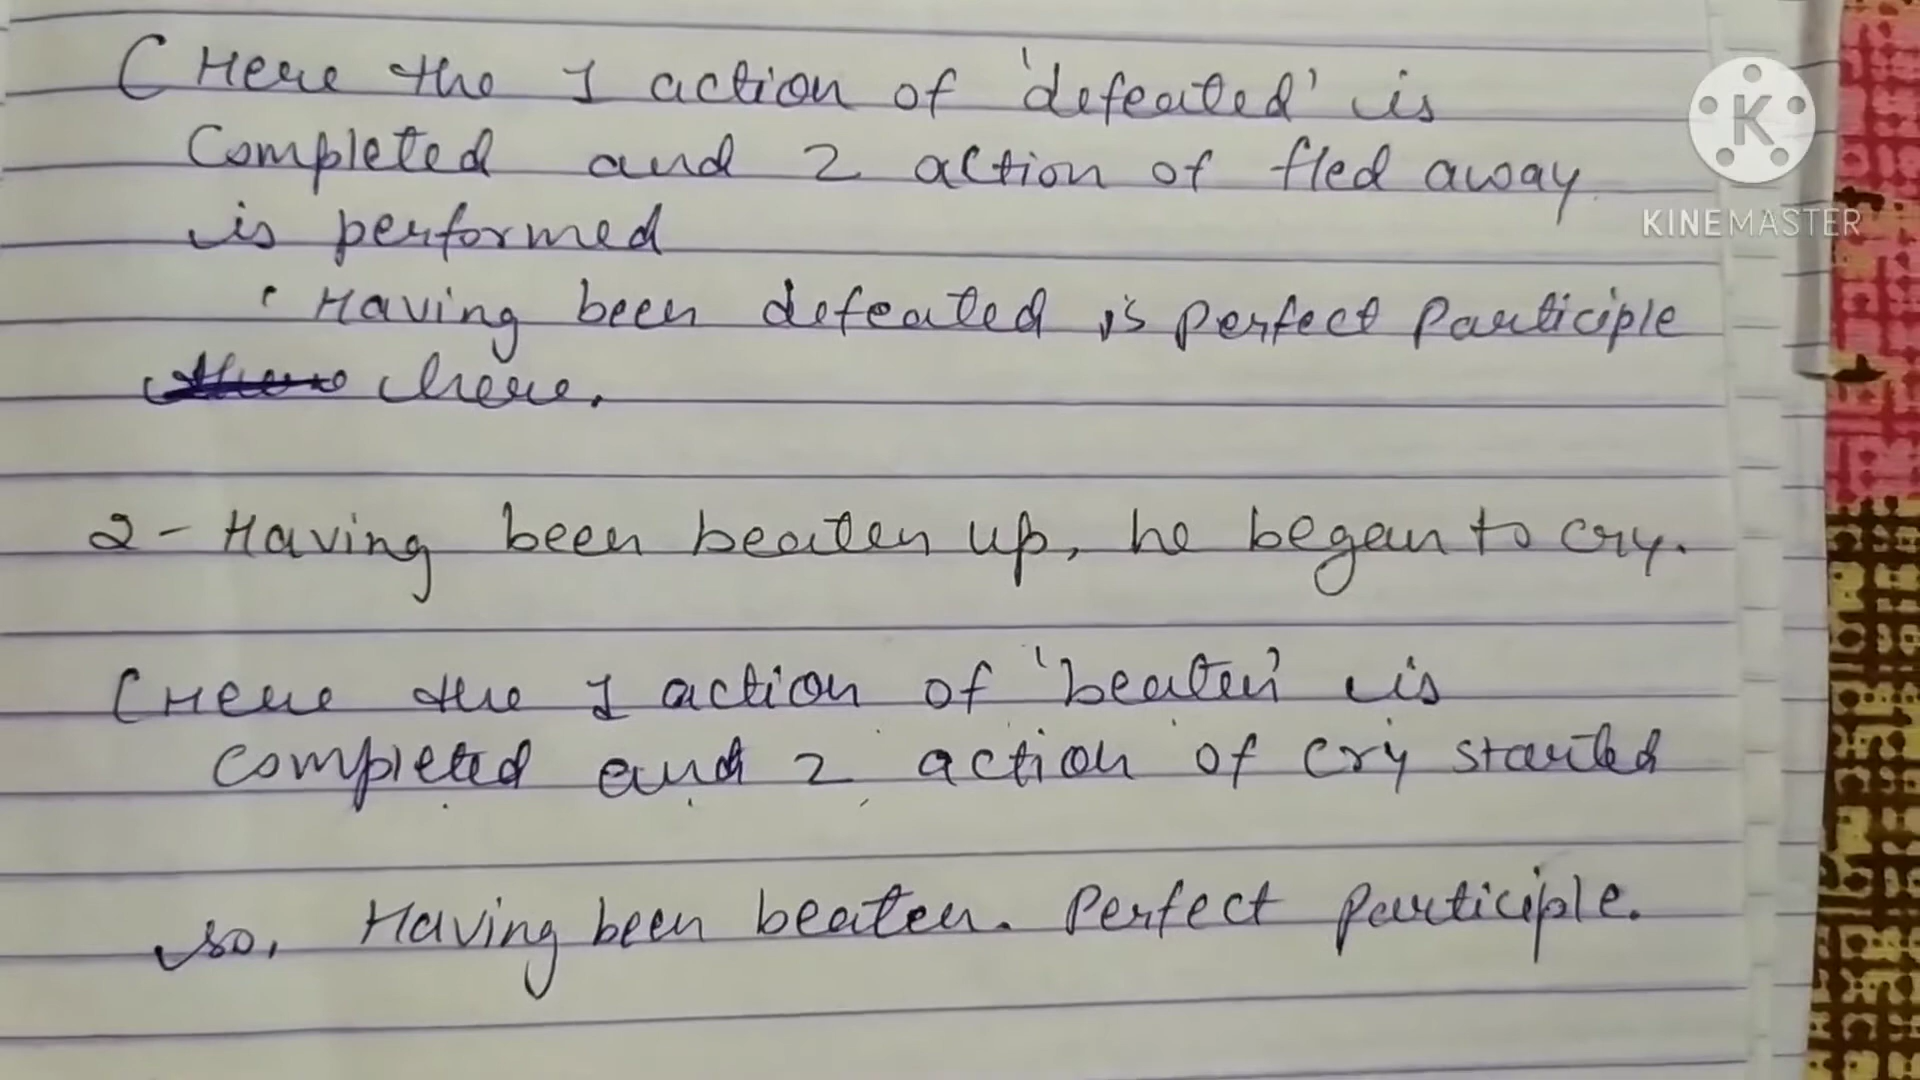 (Here the 1 action of 'defeated' is
Completed and 2 action of fled away
is performed
' Having been defeated is perfect Participle
here.
2 - Having been beaten up, he began to cry.
(Here the 1 action of 'beaten' is
completed and 2 action of cry started
so, Having been beaten. Perfect participle.
K
KINEMASTER